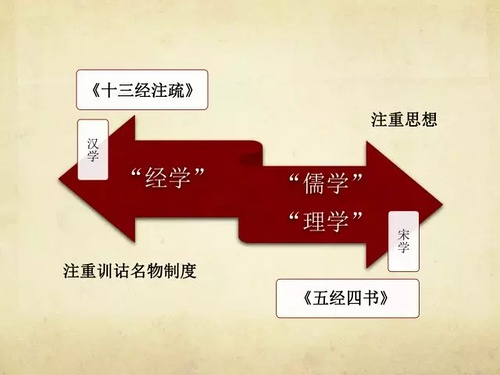 《十三经注疏》
注重思想
汉学
“经学”
“儒学”
“理学”
宋学
注重训诂名物制度
《五经四书》